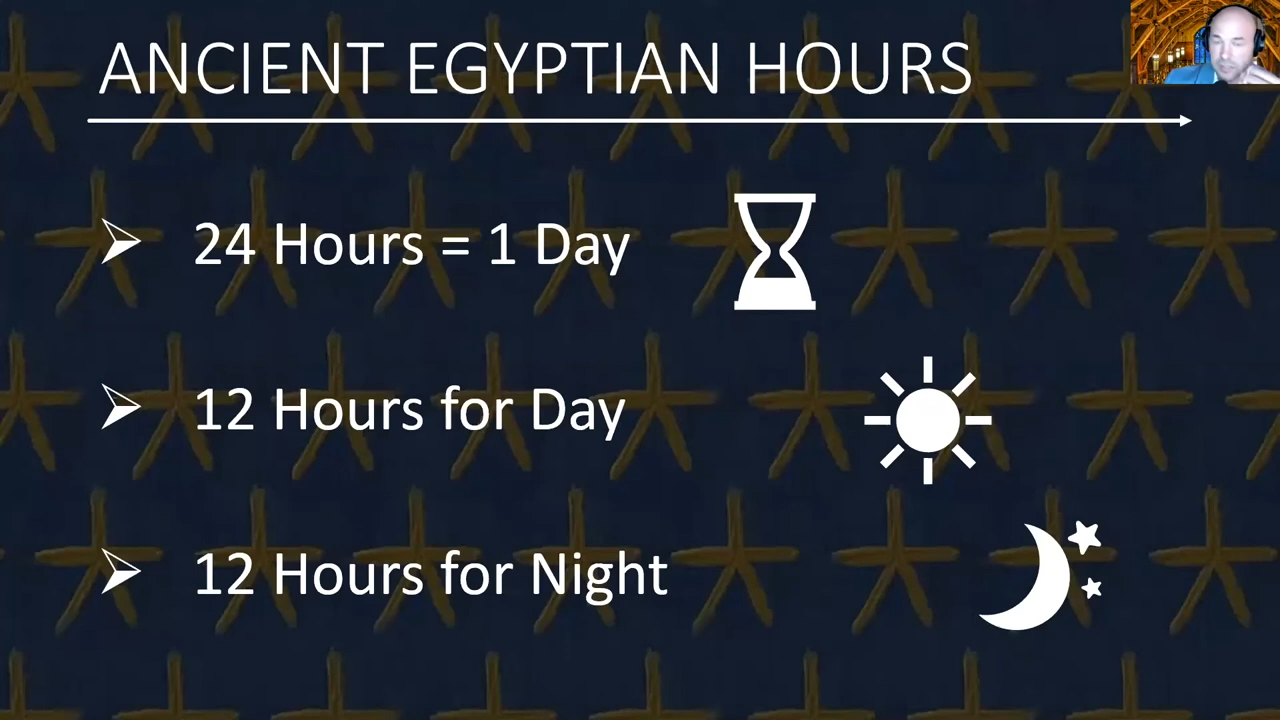 ANCIENT EGYPTIAN HOURS
24 Hours = 1 Day
12 Hours for Day
12 Hours for Night